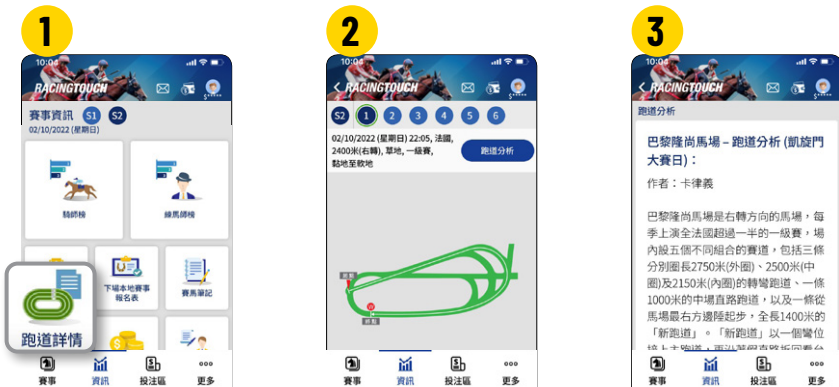 1
10:04
RACINGTOUCH
賽事資訊 S1 S2
02/10/2022 (星期日)
騎師榜
練馬師榜
下場本地賽事
報名表
賽馬筆記
跑道詳情
賽事 資訊 投注區 更多
2
10:04
RACINGTOUCH
S2 1 2 3 4 5 6
02/10/2022 (星期日) 22:05, 法國,
2400米(右轉), 草地, 一級賽,
黏地至軟地
跑道分析
賽事 資訊 投注區 更多
3
10:04
RACINGTOUCH
跑道分析
巴黎隆尚馬場 – 跑道分析 (凱旋門
大賽日)：
作者：卡律義
巴黎隆尚馬場是右轉方向的馬場，每
季上演全法國超過一半的一級賽，場
內設五個不同組合的賽道，包括三條
分別圈長2750米(外圈)、2500米(中
圈)及2150米(內圈)的轉彎跑道、一條
1000米的中場直路跑道，以及一條從
馬場最右方邊陲起步，全長1400米的
「新跑道」。「新跑道」以一個彎位
賽事 資訊 投注區 更多